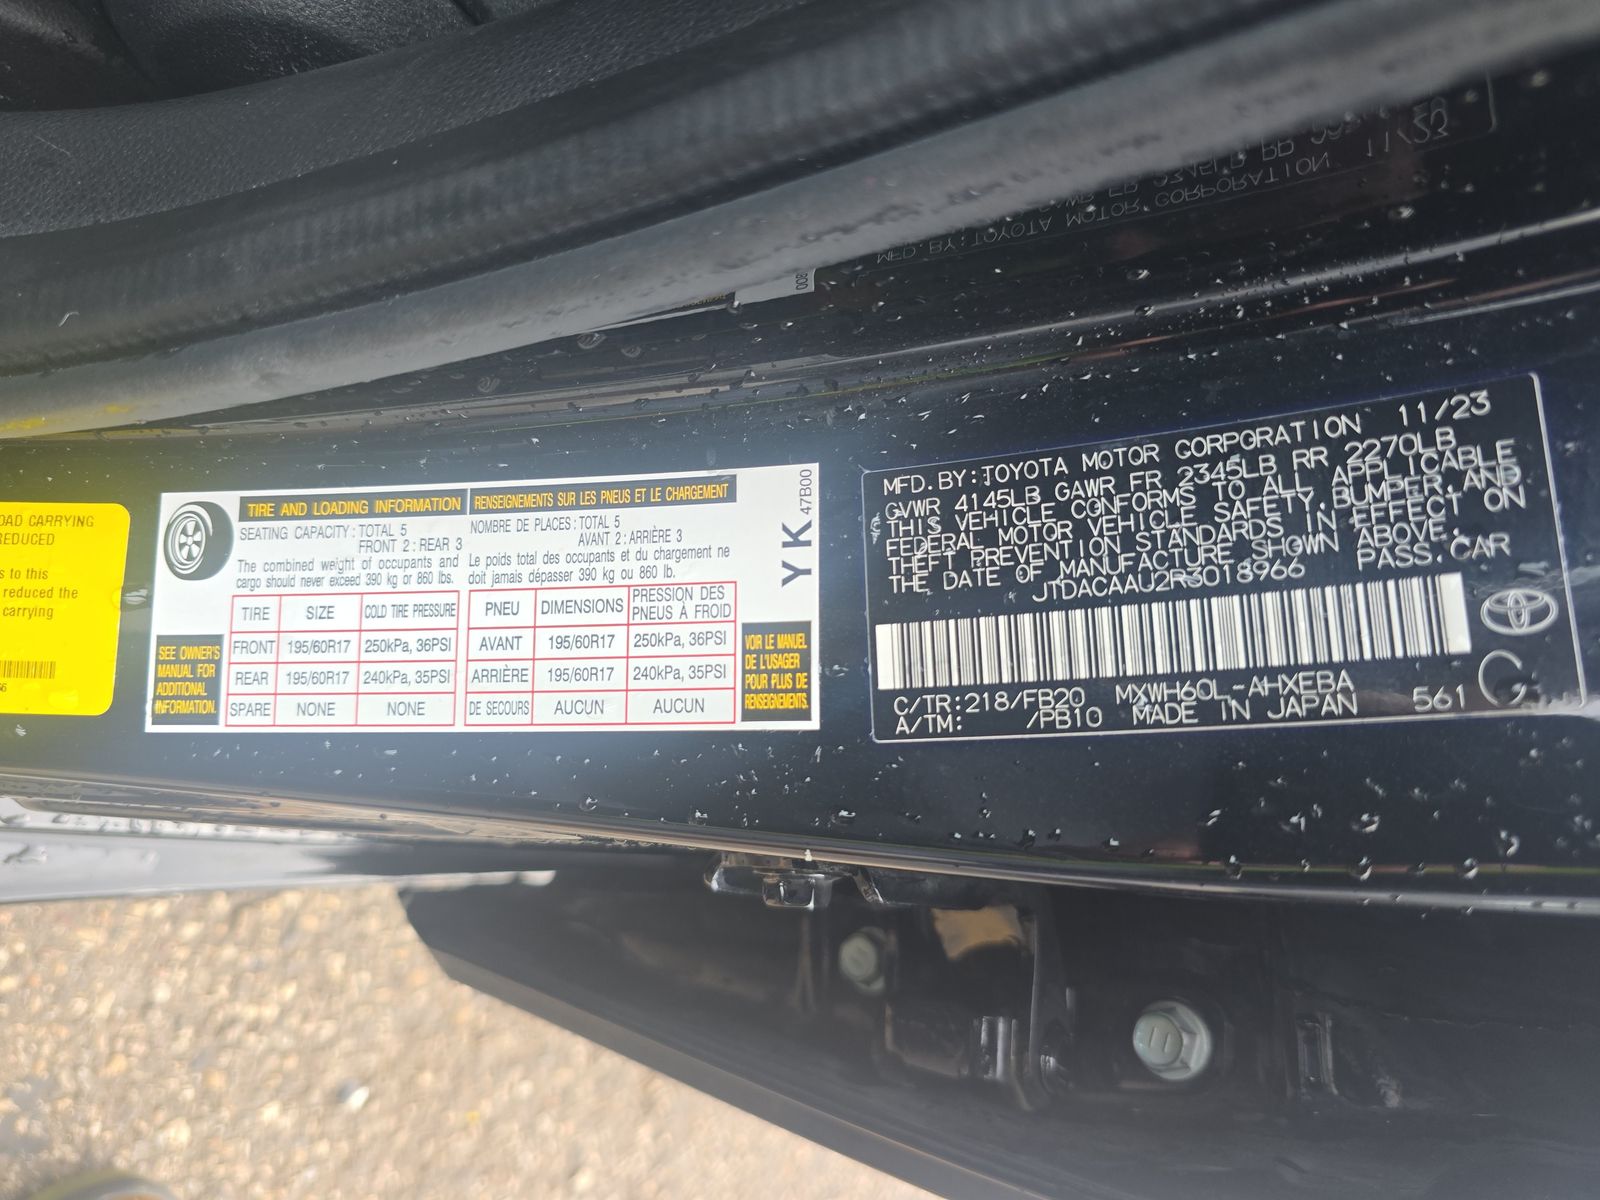 OAD CARRYING
REDUCED
s to this
reduced the
carrying
66
TIRE AND LOADING INFORMATION
RENSEIGNEMENTS SUR LES PNEUS ET LE CHARGEMENT
SEATING CAPACITY: TOTAL 5
FRONT 2 : REAR 3
The combined weight of occupants and
cargo should never exceed 390 kg or 860 lbs.
NOMBRE DE PLACES: TOTAL 5
AVANT 2 : ARRIÈRE 3
Le poids total des occupants et du chargement ne
doit jamais dépasser 390 kg ou 860 lb.
TIRE SIZE COLD TIRE PRESSURE
FRONT 195/60R17 250kPa, 36PSI
REAR 195/60R17 240kPa, 35PSI
SPARE NONE NONE
PNEU DIMENSIONS PRESSION DES
PNEUS À FROID
AVANT 195/60R17 250kPa, 36PSI
ARRIÈRE 195/60R17 240kPa, 35PSI
DE SECOURS AUCUN AUCUN
SEE OWNER'S
MANUAL FOR
ADDITIONAL
INFORMATION.
VOIR LE MANUEL
DE L'USAGER
POUR PLUS DE
RENSEIGNEMENTS.
YK 47B00
MFD. BY: TOYOTA MOTOR CORPORATION 11/23
GVWR 4145LB GAWR FR 2345LB RR 2270LB
THIS VEHICLE CONFORMS TO ALL APPLICABLE
FEDERAL MOTOR VEHICLE SAFETY, BUMPER, AND
THEFT PREVENTION STANDARDS IN EFFECT ON
THE DATE OF MANUFACTURE SHOWN ABOVE.
JTDACAAU2R3018966 PASS. CAR
C/TR: 218/FB20 MXWH60L-AHXEBA
A/TM: /PB10 MADE IN JAPAN 561